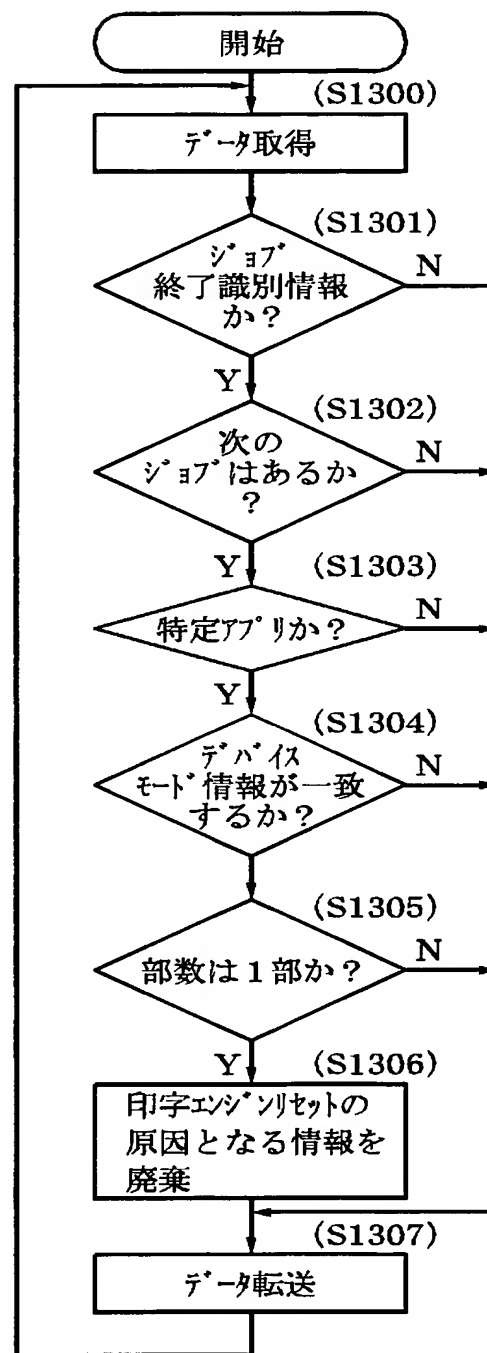 開始
(S1300)
ﾃﾞｰﾀ取得
(S1301)
ｼﾞｮﾌﾞ
終了識別情報
か?
N
Y
(S1302)
次の
ｼﾞｮﾌﾞはあるか
?
N
Y
(S1303)
特定ｱﾌﾟﾘか?
N
Y
(S1304)
ﾃﾞﾊﾞｲｽ
ﾓｰﾄﾞ情報が一致
するか?
N
(S1305)
部数は1部か?
N
Y
(S1306)
印字ｴﾝｼﾞﾝﾘｾｯﾄの
原因となる情報を
廃棄
(S1307)
ﾃﾞｰﾀ転送